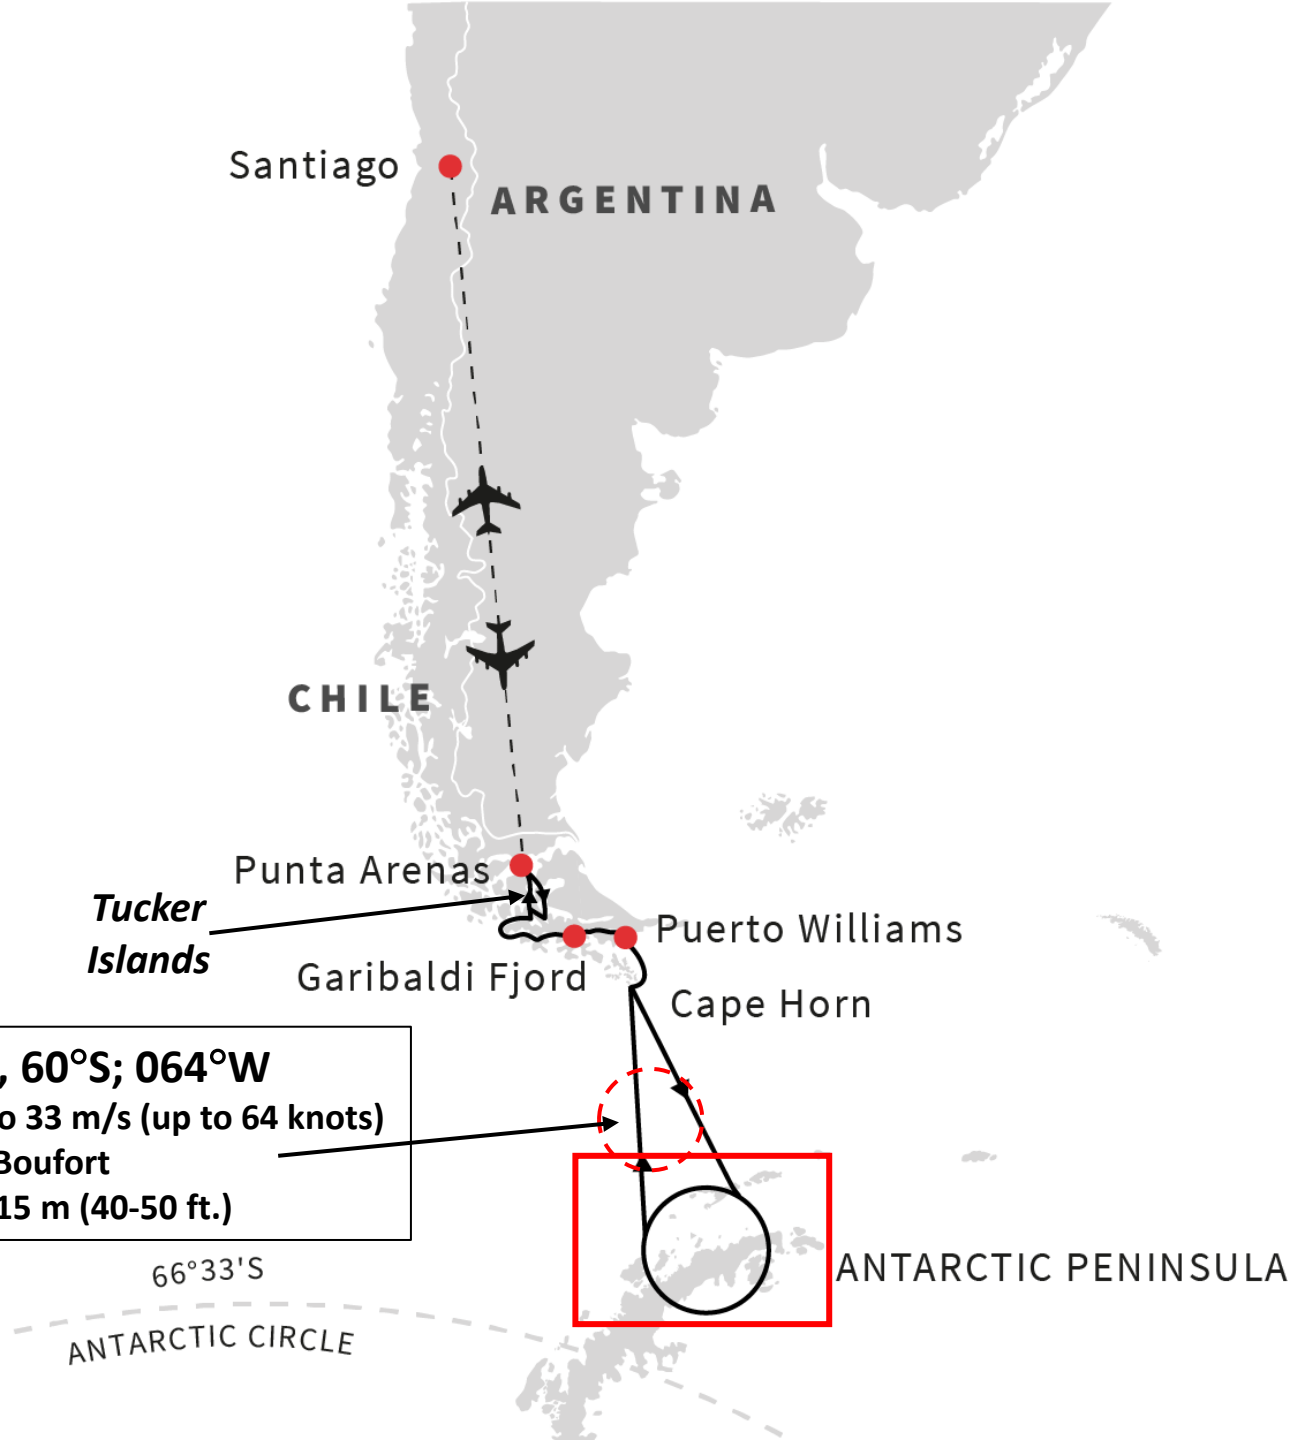 Santiago
ARGENTINA
CHILE
Punta Arenas
Tucker
Islands
Puerto Williams
Garibaldi Fjord
Cape Horn
, 60°S; 064°W
o 33 m/s (up to 64 knots)
Boufort
15 m (40-50 ft.)
66°33'S
ANTARCTIC PENINSULA
ANTARCTIC CIRCLE